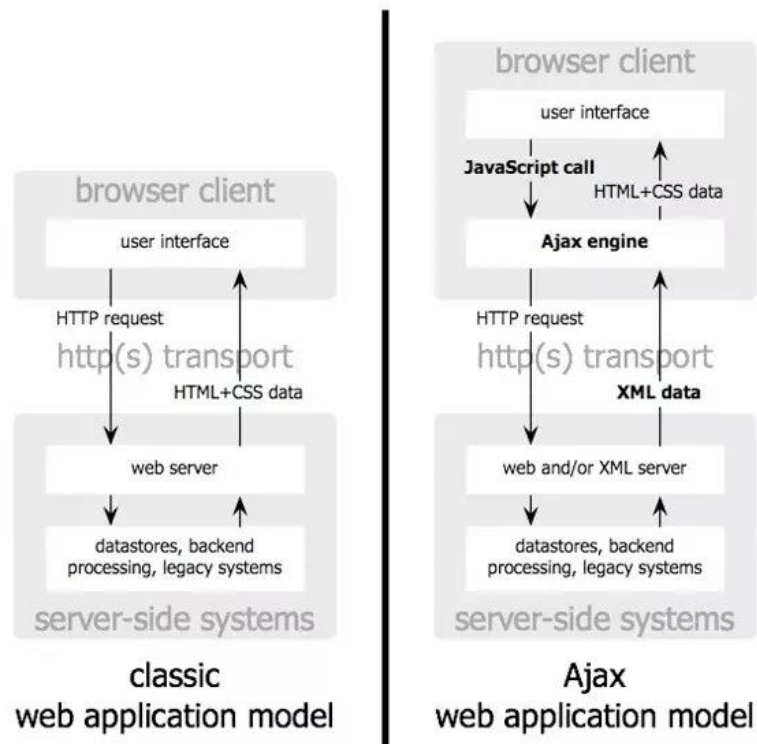 browser client
user interface
HTTP request
http(s) transport
HTML+CSS data
web server
datastores, backend
processing, legacy systems
server-side systems
classic
web application model
browser client
user interface
JavaScript call
HTML+CSS data
Ajax engine
HTTP request
http(s) transport
XML data
web and/or XML server
datastores, backend
processing, legacy systems
server-side systems
Ajax
web application model